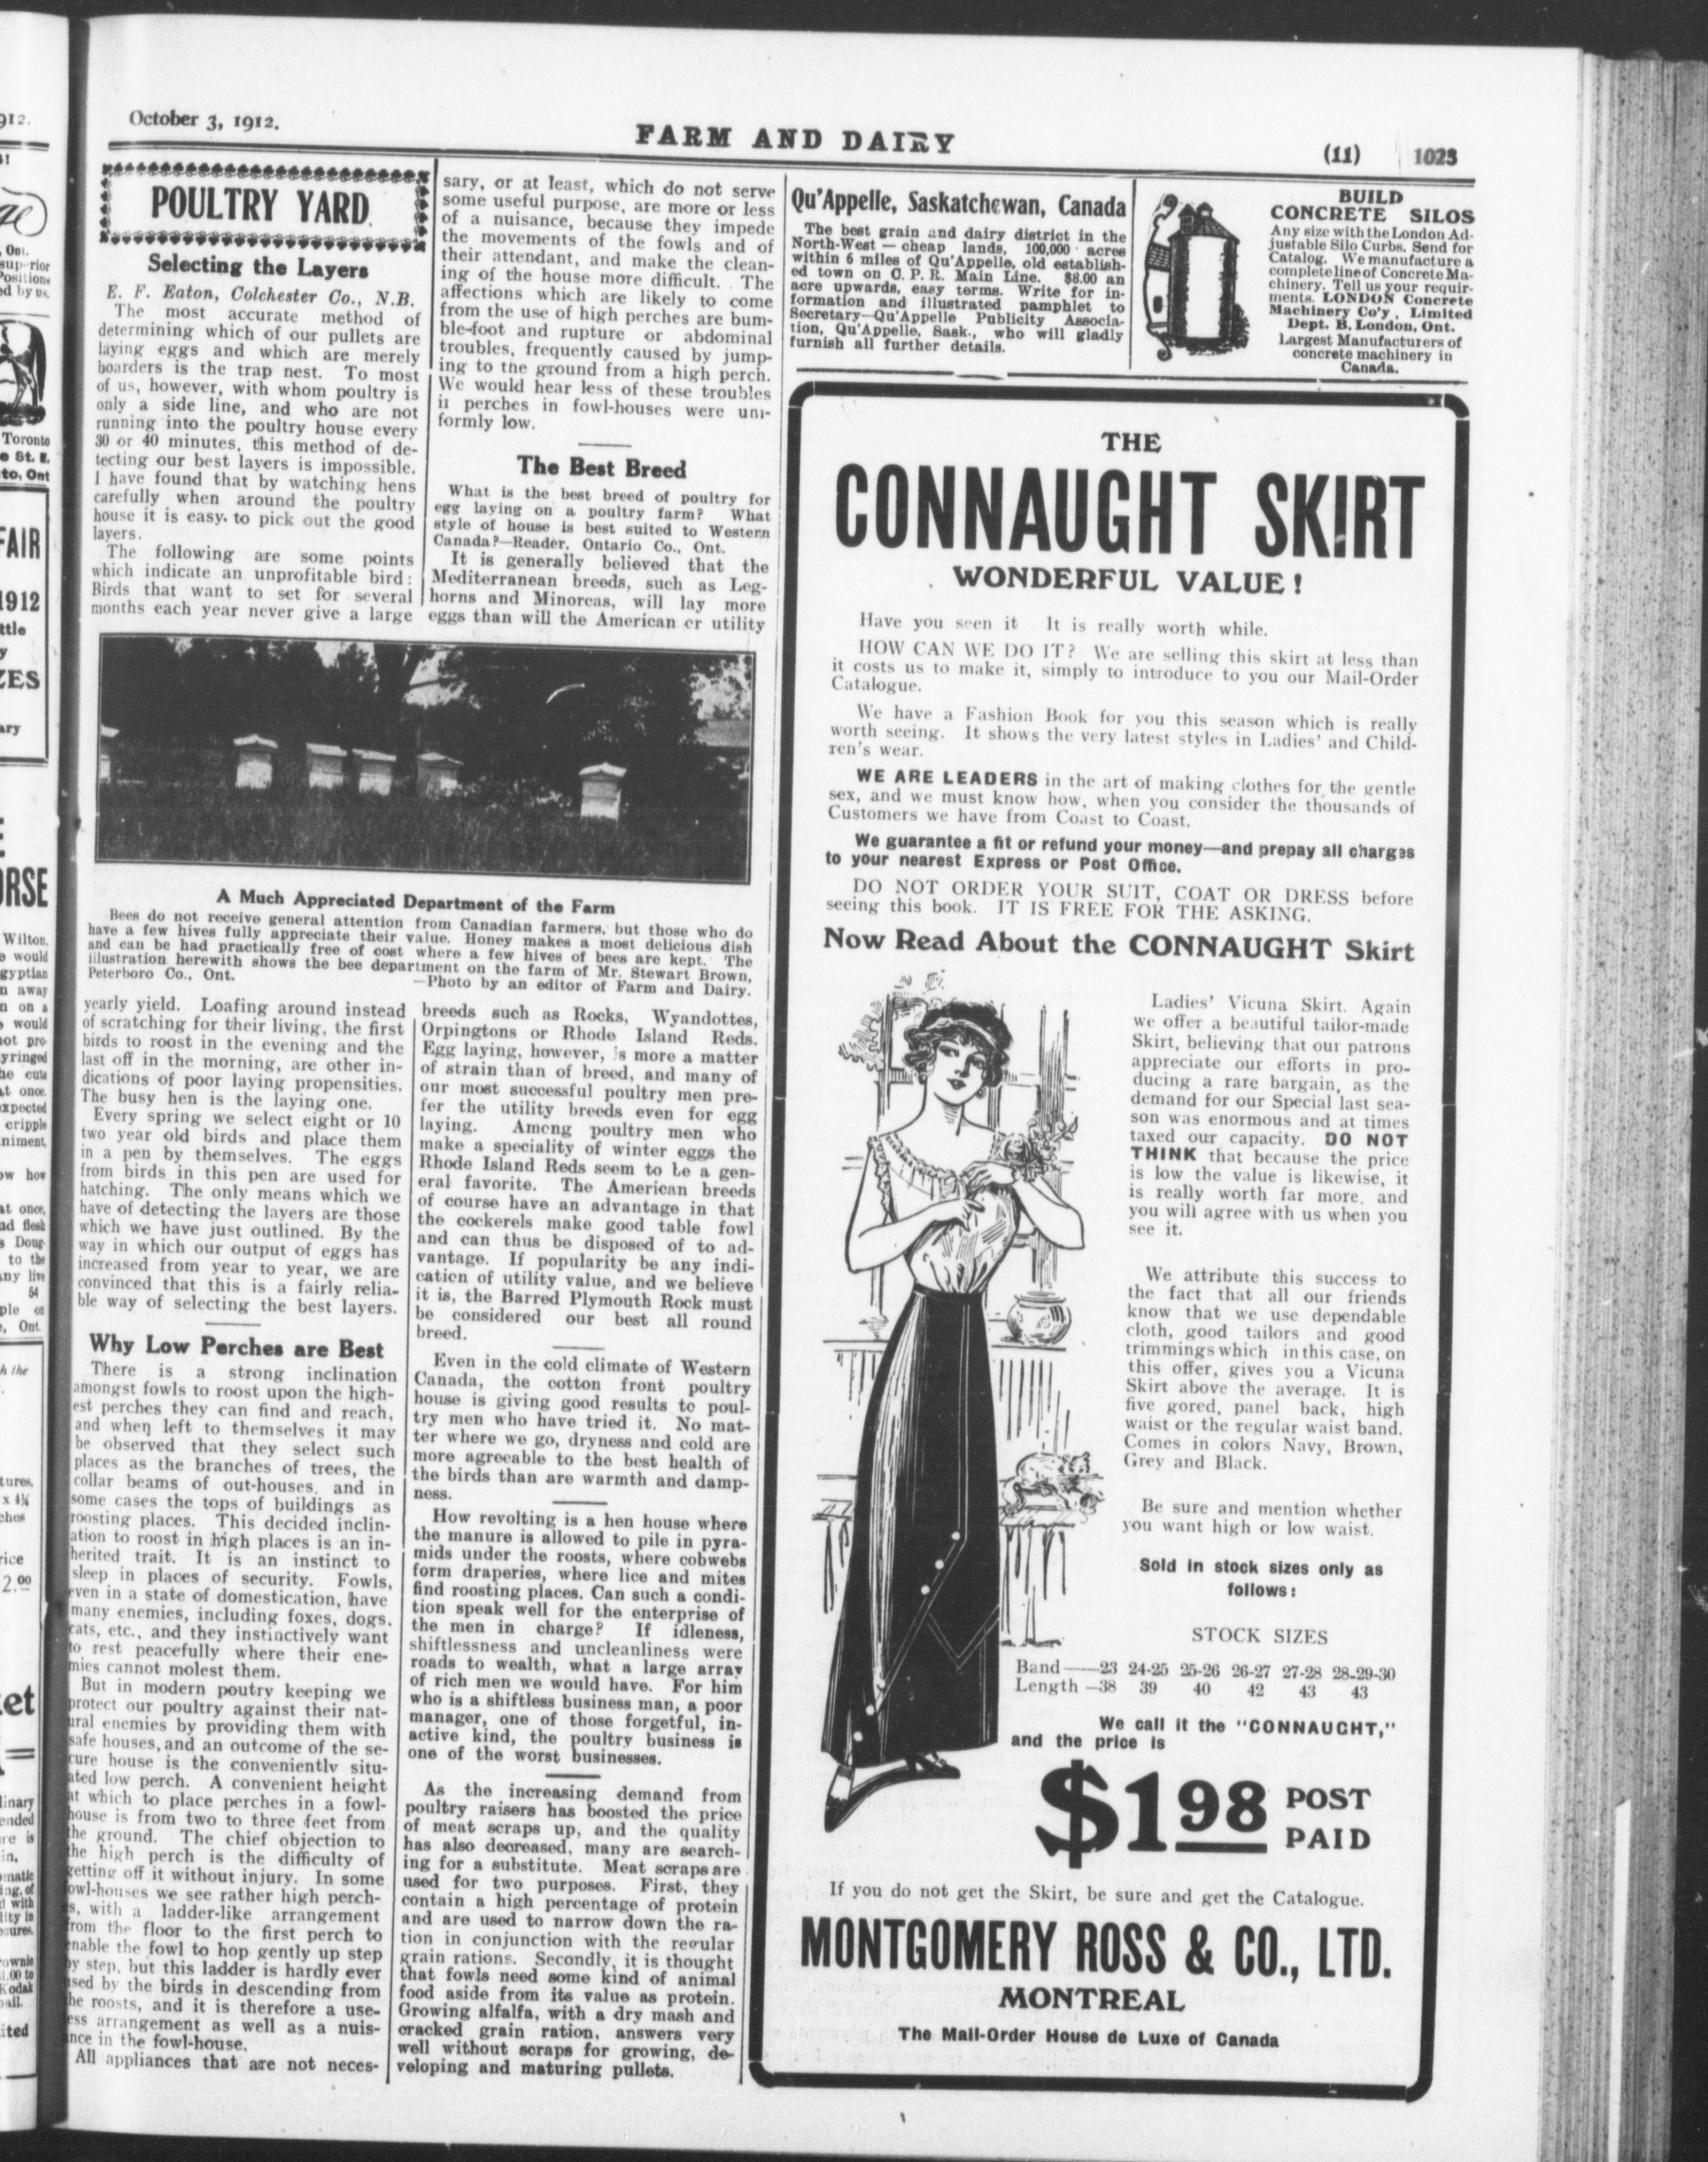 October 3, 1912.
FARM AND DAIRY
(11) 1023
POULTRY YARD
Selecting the Layers
E. F. Eaton, Colchester Co., N.B.
The most accurate method of
determining which of our pullets are
laying eggs and which are merely
boarders is the trap nest. To most
of us, however, with whom poultry is
only a side line, and who are not
running into the poultry house every
30 or 40 minutes, this method of de-
tecting our best layers is impossible.
I have found that by watching hens
carefully when around the poultry
house it is easy to pick out the good
layers.
The following are some points
which indicate an unprofitable bird:
Birds that want to set for several
months each year never give a large
A Much Appreciated Department of the Farm
Bees do not receive general attention from Canadian farmers, but those who do
have a few hives fully appreciate their value. Honey makes a most delicious dish
and can be had practically free of cost where a few hives of bees are kept. The
illustration herewith shows the bee department on the farm of Mr. Stewart Brown,
Peterboro Co., Ont. —Photo by an editor of Farm and Dairy.
yearly yield. Loafing around instead
of scratching for their living, the first
birds to roost in the evening and the
last off in the morning, are other in-
dications of poor laying propensities.
The busy hen is the laying one.
Every spring we select eight or 10
two year old birds and place them
in a pen by themselves. The eggs
from birds in this pen are used for
hatching. The only means which we
have of detecting the layers are those
which we have just outlined. By the
way in which our output of eggs has
increased from year to year, we are
convinced that this is a fairly relia-
ble way of selecting the best layers.
Why Low Perches are Best
There is a strong inclination
amongst fowls to roost upon the high-
est perches they can find and reach,
and when left to themselves it may
be observed that they select such
places as the branches of trees, the
collar beams of out-houses, and in
some cases the tops of buildings as
roosting places. This decided inclin-
ation to roost in high places is an in-
herited trait. It is an instinct to
sleep in places of security. Fowls,
even in a state of domestication, have
many enemies, including foxes, dogs,
cats, etc., and they instinctively want
to rest peacefully where their ene-
mies cannot molest them.
But in modern poutry keeping we
protect our poultry against their nat-
ural enemies by providing them with
safe houses, and an outcome of the se-
cure house is the conveniently situ-
ated low perch. A convenient height
at which to place perches in a fowl-
house is from two to three feet from
the ground. The chief objection to
the high perch is the difficulty of
getting off it without injury. In some
fowl-houses we see rather high perch-
es, with a ladder-like arrangement
from the floor to the first perch to
enable the fowl to hop gently up step
by step, but this ladder is hardly ever
used by the birds in descending from
the roosts, and it is therefore a use-
less arrangement as well as a nuis-
ance in the fowl-house.
All appliances that are not neces-
sary, or at least, which do not serve
some useful purpose, are more or less
of a nuisance, because they impede
the movements of the fowls and of
their attendant, and make the clean-
ing of the house more difficult. The
affections which are likely to come
from the use of high perches are bum-
ble-foot and rupture or abdominal
troubles, frequently caused by jump-
ing to the ground from a high perch.
We would hear less of these troubles
if perches in fowl-houses were uni-
formly low.
The Best Breed
What is the best breed of poultry for
egg laying on a poultry farm? What
style of house is best suited to Western
Canada?—Reader, Ontario Co., Ont.
It is generally believed that the
Mediterranean breeds, such as Leg-
horns and Minorcas, will lay more
eggs than will the American or utility
breeds such as Rocks, Wyandottes,
Orpingtons or Rhode Island Reds.
Egg laying, however, is more a matter
of strain than of breed, and many of
our most successful poultry men pre-
fer the utility breeds even for egg
laying. Among poultry men who
make a speciality of winter eggs the
Rhode Island Reds seem to be a gen-
eral favorite. The American breeds
of course have an advantage in that
the cockerels make good table fowl
and can thus be disposed of to ad-
vantage. If popularity be any indi-
cation of utility value, and we believe
it is, the Barred Plymouth Rock must
be considered our best all round
breed.
Even in the cold climate of Western
Canada, the cotton front poultry
house is giving good results to poul-
try men who have tried it. No mat-
ter where we go, dryness and cold are
more agreeable to the best health of
the birds than are warmth and damp-
ness.
How revolting is a hen house where
the manure is allowed to pile in pyra-
mids under the roosts, where cobwebs
form draperies, where lice and mites
find roosting places. Can such a condi-
tion speak well for the enterprise of
the men in charge? If idleness,
shiftlessness and uncleanliness were
roads to wealth, what a large array
of rich men we would have. For him
who is a shiftless business man, a poor
manager, one of those forgetful, in-
active kind, the poultry business is
one of the worst businesses.
As the increasing demand from
poultry raisers has boosted the price
of meat scraps up, and the quality
has also decreased, many are search-
ing for a substitute. Meat scraps are
used for two purposes. First, they
contain a high percentage of protein
and are used to narrow down the ra-
tion in conjunction with the regular
grain rations. Secondly, it is thought
that fowls need some kind of animal
food aside from its value as protein.
Growing alfalfa, with a dry mash and
cracked grain ration, answers very
well without scraps for growing, de-
veloping and maturing pullets.
Qu'Appelle, Saskatchewan, Canada
The best grain and dairy district in the
North-West — cheap lands, 100,000 acres
within 6 miles of Qu'Appelle, old establish-
ed town on C. P. R. Main Line. $8.00 an
acre upwards, easy terms. Write for in-
formation and illustrated pamphlet to
Secretary—Qu'Appelle Publicity Associa-
tion, Qu'Appelle, Sask., who will gladly
furnish all further details.
BUILD
CONCRETE SILOS
Any size with the London Ad-
justable Silo Curbs. Send for
Catalog. We manufacture a
complete line of Concrete Ma-
chinery. Tell us your requir-
ments. LONDON Concrete
Machinery Co'y, Limited
Dept. B, London, Ont.
Largest Manufacturers of
concrete machinery in
Canada.
THE
CONNAUGHT SKIRT
WONDERFUL VALUE!
Have you seen it It is really worth while.
HOW CAN WE DO IT? We are selling this skirt at less than
it costs us to make it, simply to introduce to you our Mail-Order
Catalogue.
We have a Fashion Book for you this season which is really
worth seeing. It shows the very latest styles in Ladies' and Child-
ren's wear.
WE ARE LEADERS in the art of making clothes for the gentle
sex, and we must know how, when you consider the thousands of
Customers we have from Coast to Coast.
We guarantee a fit or refund your money—and prepay all charges
to your nearest Express or Post Office.
DO NOT ORDER YOUR SUIT, COAT OR DRESS before
seeing this book. IT IS FREE FOR THE ASKING.
Now Read About the CONNAUGHT Skirt
Ladies' Vicuna Skirt. Again
we offer a beautiful tailor-made
Skirt, believing that our patrons
appreciate our efforts in pro-
ducing a rare bargain, as the
demand for our Special last sea-
son was enormous and at times
taxed our capacity. DO NOT
THINK that because the price
is low the value is likewise, it
is really worth far more, and
you will agree with us when you
see it.
We attribute this success to
the fact that all our friends
know that we use dependable
cloth, good tailors and good
trimmings which in this case, on
this offer, gives you a Vicuna
Skirt above the average. It is
five gored, panel back, high
waist or the regular waist band.
Comes in colors Navy, Brown,
Grey and Black.
Be sure and mention whether
you want high or low waist.
Sold in stock sizes only as
follows:
STOCK SIZES
Band——23 24-25 25-26 26-27 27-28 28-29-30
Length —38 39 40 42 43 43
We call it the "CONNAUGHT,"
and the price is
$1.98 POST
PAID
If you do not get the Skirt, be sure and get the Catalogue.
MONTGOMERY ROSS & CO., LTD.
MONTREAL
The Mail-Order House de Luxe of Canada